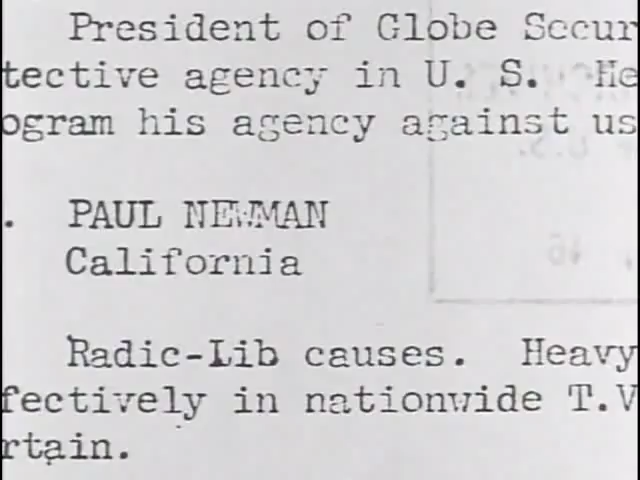 President of Globe Secur
tective agency in U. S. He
ogram his agency against us
. PAUL NEWMAN
California
Radic-Lib causes. Heavy
fectively in nationwide T.V
rtain.